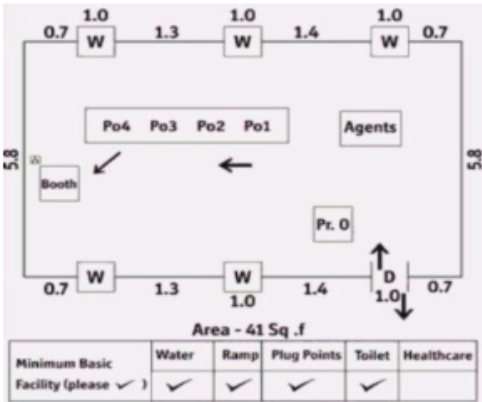 1.0 1.0 1.0
0.7 W 1.3 W 1.4 W 0.7
Po4 Po3 Po2 Po1 Agents
5.8 5.8
Booth
Pr. O
W W D
0.7 1.3 1.0 1.4 1.0 0.7
Area - 41 Sq .f
Minimum Basic
Facility (please ✓ )
Water Ramp Plug Points Toilet Healthcare
✓ ✓ ✓ ✓